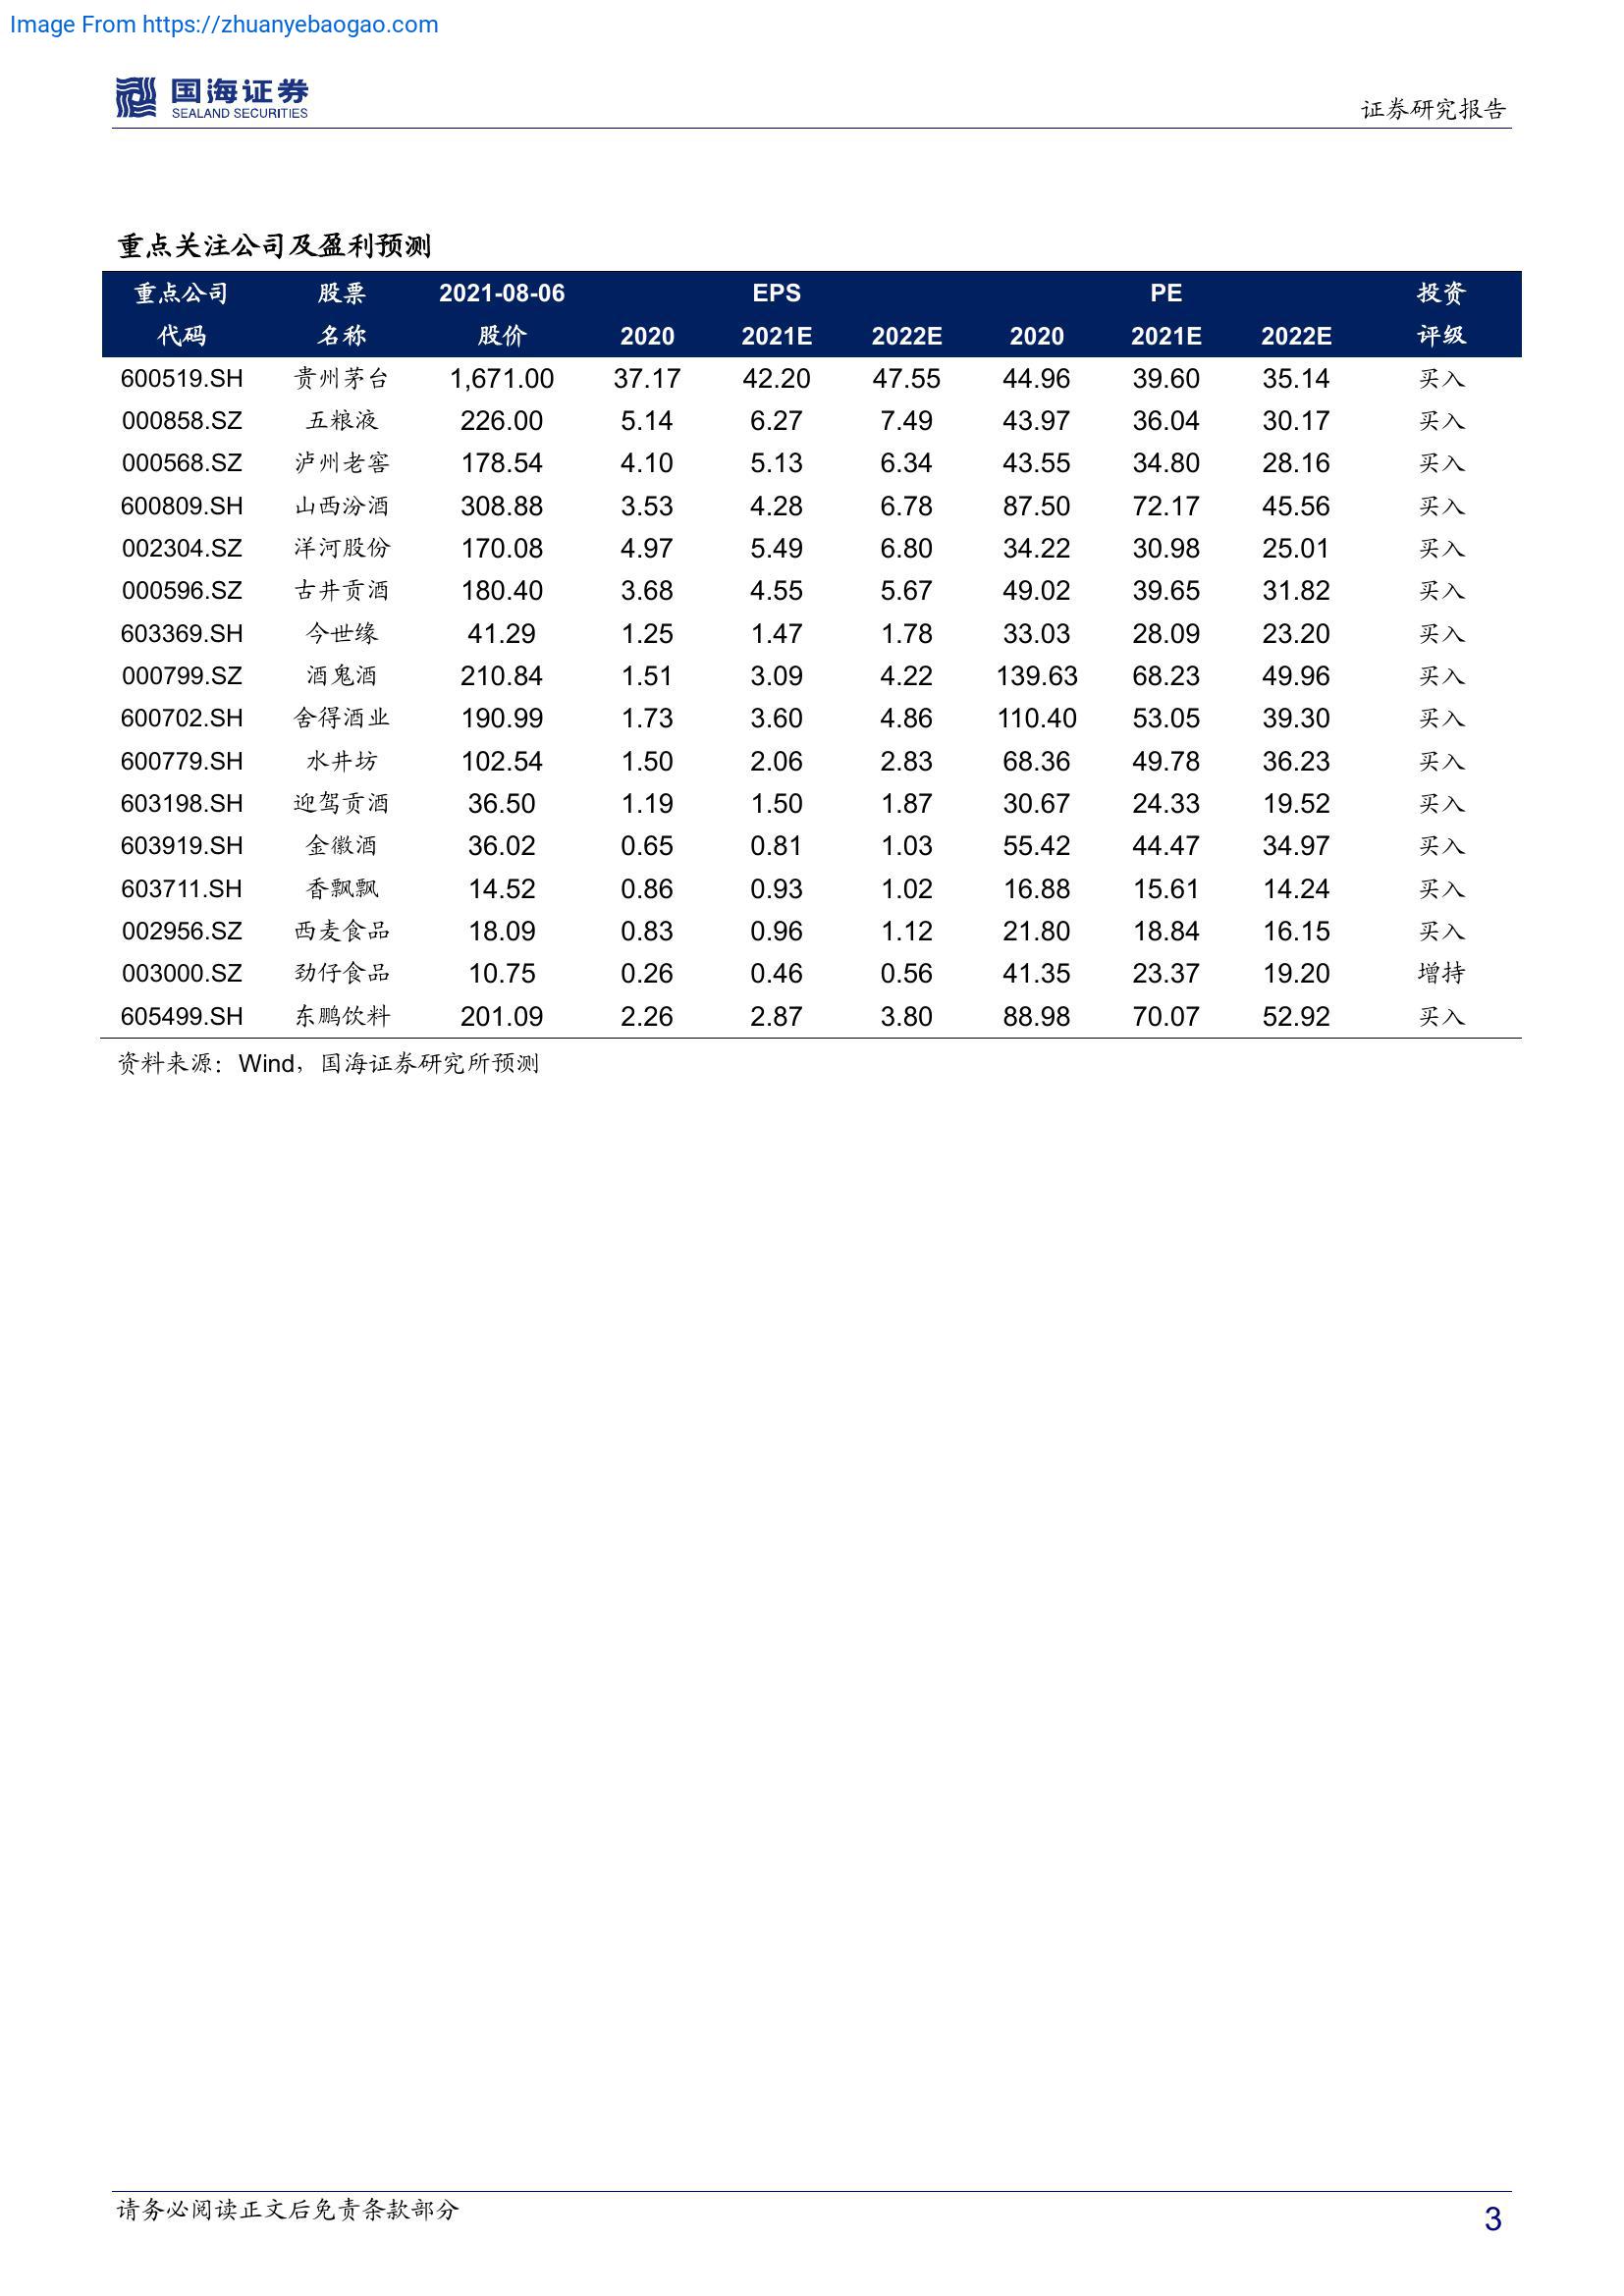 Image From https://zhuanyebaogao.com
国海证券
SEALAND SECURITIES
证券研究报告
重点关注公司及盈利预测
重点公司 股票 2021-08-06 EPS PE 投资
代码 名称 股价 2020 2021E 2022E 2020 2021E 2022E 评级
600519.SH 贵州茅台 1,671.00 37.17 42.20 47.55 44.96 39.60 35.14 买入
000858.SZ 五粮液 226.00 5.14 6.27 7.49 43.97 36.04 30.17 买入
000568.SZ 泸州老窖 178.54 4.10 5.13 6.34 43.55 34.80 28.16 买入
600809.SH 山西汾酒 308.88 3.53 4.28 6.78 87.50 72.17 45.56 买入
002304.SZ 洋河股份 170.08 4.97 5.49 6.80 34.22 30.98 25.01 买入
000596.SZ 古井贡酒 180.40 3.68 4.55 5.67 49.02 39.65 31.82 买入
603369.SH 今世缘 41.29 1.25 1.47 1.78 33.03 28.09 23.20 买入
000799.SZ 酒鬼酒 210.84 1.51 3.09 4.22 139.63 68.23 49.96 买入
600702.SH 舍得酒业 190.99 1.73 3.60 4.86 110.40 53.05 39.30 买入
600779.SH 水井坊 102.54 1.50 2.06 2.83 68.36 49.78 36.23 买入
603198.SH 迎驾贡酒 36.50 1.19 1.50 1.87 30.67 24.33 19.52 买入
603919.SH 金徽酒 36.02 0.65 0.81 1.03 55.42 44.47 34.97 买入
603711.SH 香飘飘 14.52 0.86 0.93 1.02 16.88 15.61 14.24 买入
002956.SZ 西麦食品 18.09 0.83 0.96 1.12 21.80 18.84 16.15 买入
003000.SZ 劲仔食品 10.75 0.26 0.46 0.56 41.35 23.37 19.20 增持
605499.SH 东鹏饮料 201.09 2.26 2.87 3.80 88.98 70.07 52.92 买入
资料来源：Wind，国海证券研究所预测
请务必阅读正文后免责条款部分
3